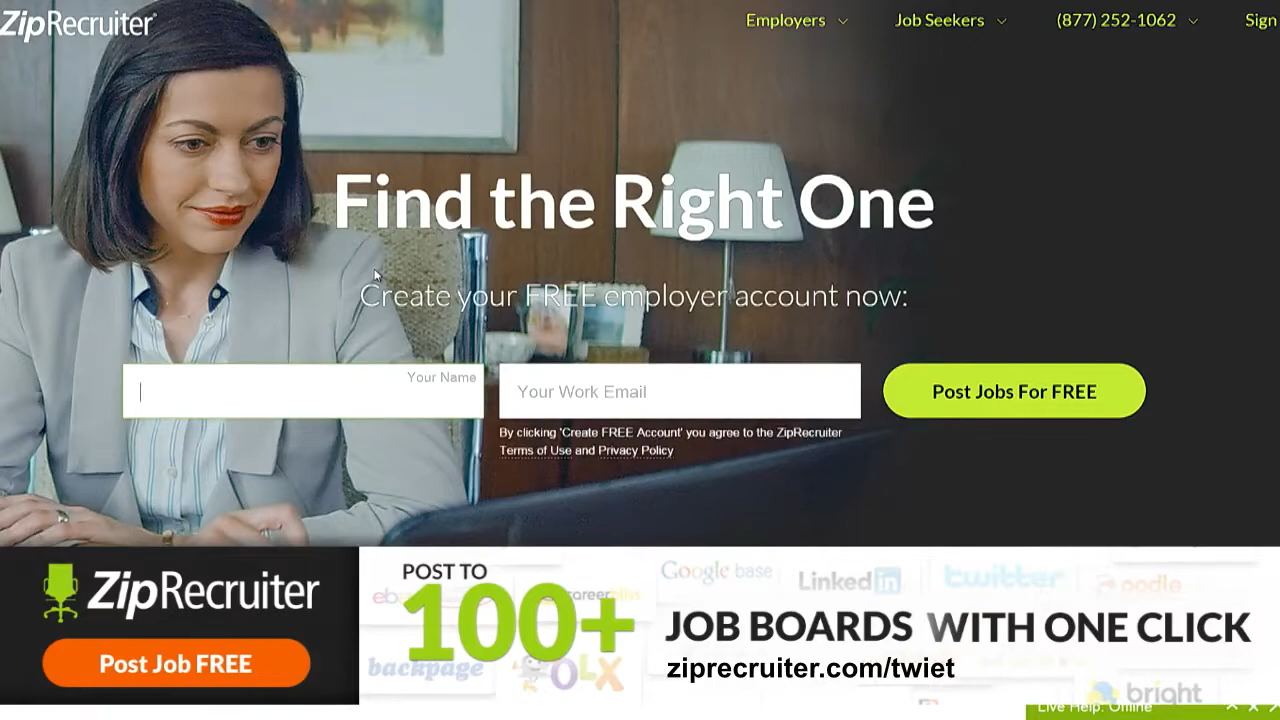 ZipRecruiter
Employers
Job Seekers
(877) 252-1062
Sign
Find the Right One
Create your FREE employer account now:
Your Name
Your Work Email
Post Jobs For FREE
By clicking 'Create FREE Account' you agree to the ZipRecruiter
Terms of Use and Privacy Policy
ZipRecruiter
Post Job FREE
POST TO
100+
JOB BOARDS WITH ONE CLICK
ziprecruiter.com/twiet
Google base
Linkedin
twitter
oodle
backpage
OLX
bright
Live Help: Offline